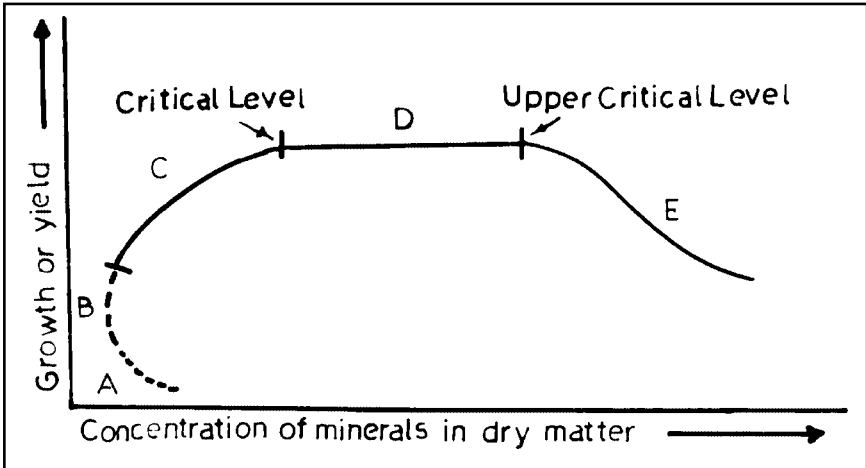 Critical Level
Upper Critical Level
D
C
E
B
A
Growth or yield
Concentration of minerals in dry matter